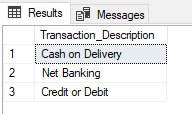 Results Messages
Transaction_Description
1 Cash on Delivery
2 Net Banking
3 Credit or Debit